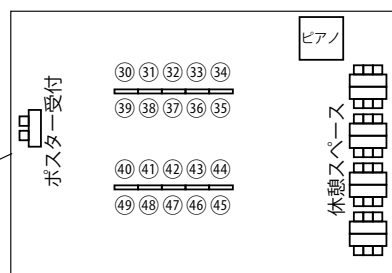 ピアノ
㉚ ㉛ ㉜ ㉝ ㉞
㊴ ㊳ ㊲ ㊱ ㉟
㊵ ㊶ ㊷ ㊸ ㊹
㊾ ㊽ ㊼ ㊻ ㊺
ポスター受付
休憩スペース